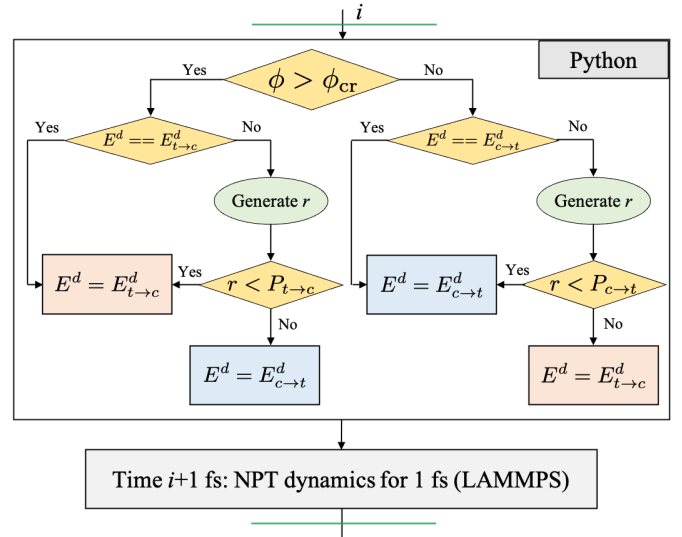 i
Python
Yes
ϕ > ϕ_cr
No
Yes
E^d == E^d_{t→c}
No
Yes
E^d == E^d_{c→t}
No
Generate r
Generate r
E^d = E^d_{t→c}
Yes
r < P_{t→c}
E^d = E^d_{c→t}
Yes
r < P_{c→t}
No
No
E^d = E^d_{c→t}
E^d = E^d_{t→c}
Time i+1 fs: NPT dynamics for 1 fs (LAMMPS)